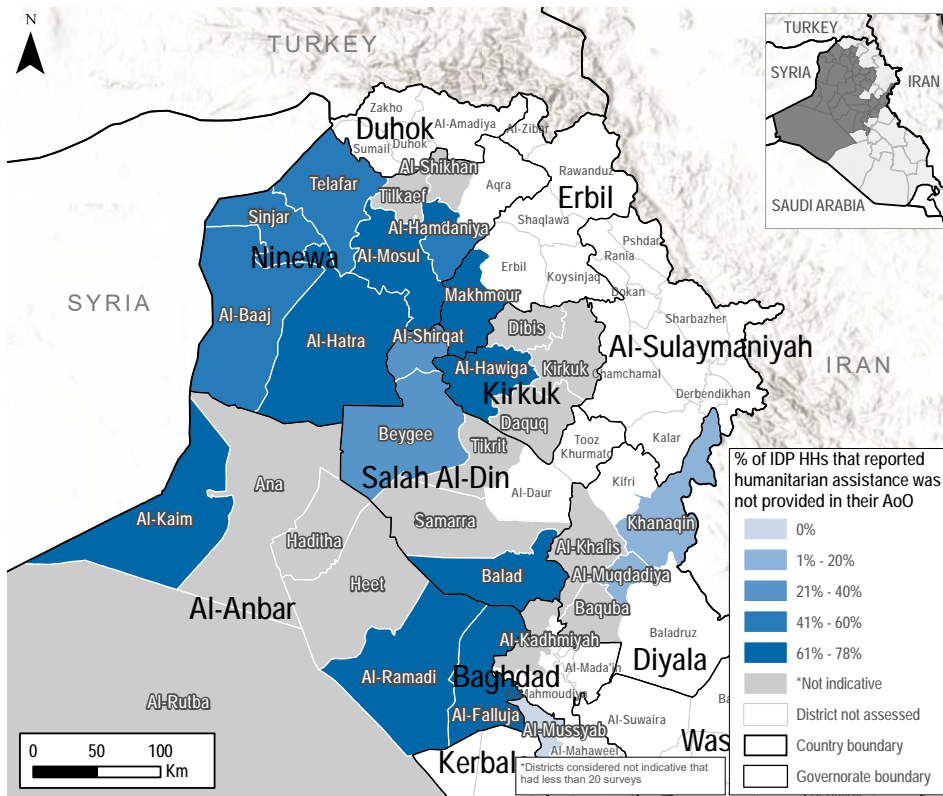 N
TURKEY
TURKEY
SYRIA
IRAN
SAUDI ARABIA
Zakho
Duhok
Al-Amadiya
Al-Zibar
Sumail
Duhok
Al-Shikhan
Rawanduz
Telafar
Tilkaef
Aqra
Erbil
Sinjar
Al-Hamdaniya
Shaqlawa
Ninewa
Al-Mosul
Pshdar
Erbil
Rania
Koysinjaq
SYRIA
Makhmour
Dokan
Al-Baaj
Sharbazher
Al-Hatra
Al-Shirqat
Dibis
Al-Sulaymaniyah
IRAN
Al-Hawiga
Kirkuk
Chamchamal
Kirkuk
Derbendikhan
Daquq
Beygee
Tikrit
Tooz
Khurmato
Kalar
Salah Al-Din
Ana
Al-Daur
Kifri
Al-Kaim
Samarra
Khanaqin
Haditha
Al-Khalis
Heet
Balad
Al-Muqdadiya
Al-Anbar
Baquba
Al-Kadhmiyah
Baladruz
Diyala
Al-Ramadi
Baghdad
Al-Mada'in
Mahmoudiya
Al-Rutba
Al-Falluja
Al-Mussyab
Al-Suwaira
Al-Mahaweel
Was
Kerbal
Ba
% of IDP HHs that reported
humanitarian assistance was
not provided in their AoO
0%
1% - 20%
21% - 40%
41% - 60%
61% - 78%
*Not indicative
District not assessed
Country boundary
Governorate boundary
0 50 100
Km
*Districts considered not indicative that
had less than 20 surveys